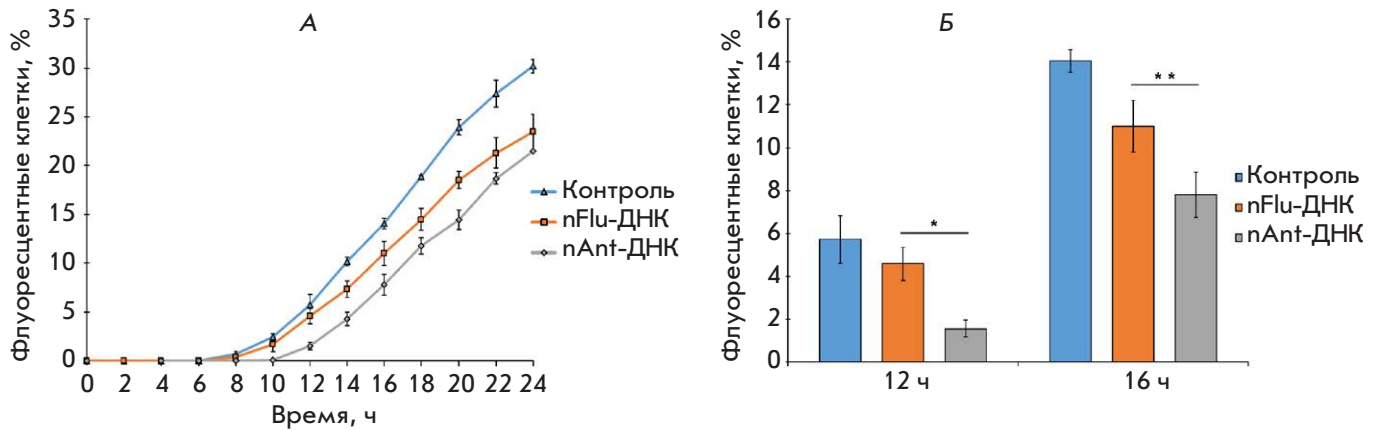 А
Флуоресцентные клетки, %
35
30
25
20
15
10
5
0
0 2 4 6 8 10 12 14 16 18 20 22 24
Время, ч
Контроль
nFlu-ДНК
nAnt-ДНК
Б
Флуоресцентные клетки, %
16
14
12
10
8
6
4
2
0
*
**
12 ч 16 ч
Контроль
nFlu-ДНК
nAnt-ДНК